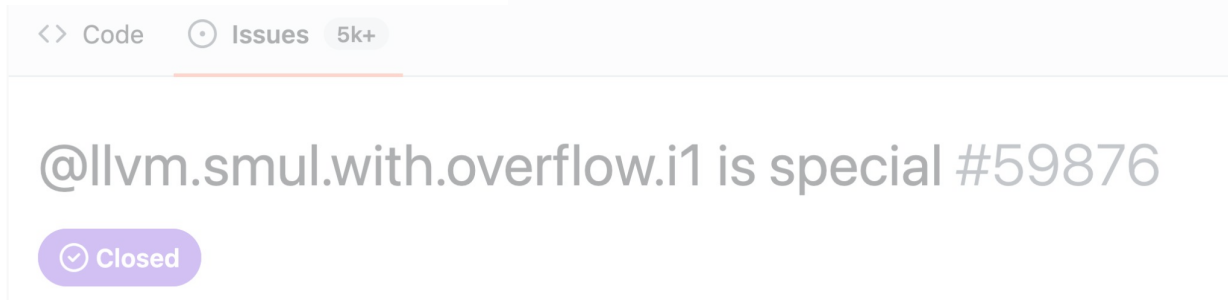 <> Code Issues 5k+
@llvm.smul.with.overflow.i1 is special #59876
Closed